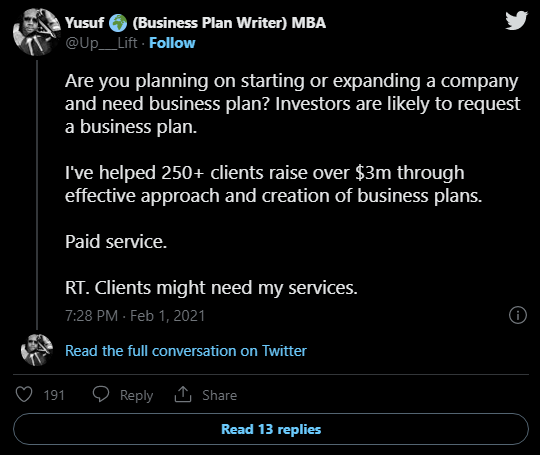 Yusuf 🌍 (Business Plan Writer) MBA
@Up___Lift · Follow
Are you planning on starting or expanding a company
and need business plan? Investors are likely to request
a business plan.
I've helped 250+ clients raise over $3m through
effective approach and creation of business plans.
Paid service.
RT. Clients might need my services.
7:28 PM · Feb 1, 2021
Read the full conversation on Twitter
191 Reply Share
Read 13 replies